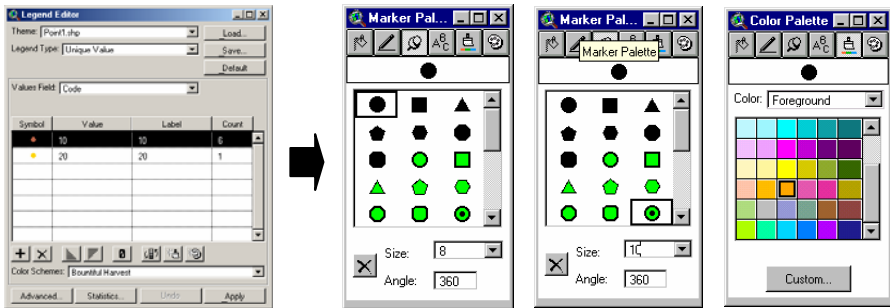 Legend Editor
Theme: Point1.shp
Load...
Legend Type: Unique Value
Save...
Default
Values Field: Code
Symbol Value Label Count
10 10 6
20 20 1
Color Schemes: Bountiful Harvest
Advanced... Statistics... Undo Apply
Marker Pal...
A B C
Size: 8
Angle: 360
Marker Pal...
B
C
Marker Palette
Size: 10
Angle: 360
Color Palette
A B C
Color: Foreground
Custom...